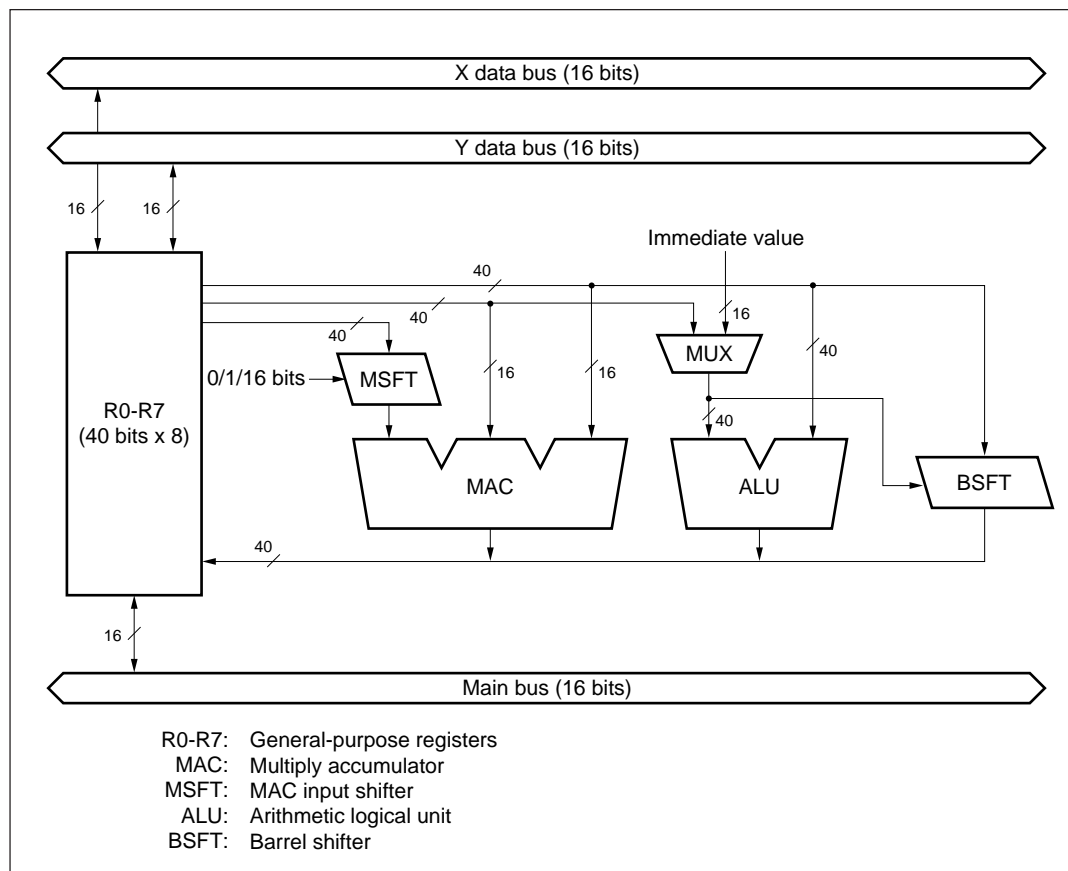 X data bus (16 bits)
Y data bus (16 bits)
16
16
Immediate value
40
40
16
40
40
MUX
0/1/16 bits
MSFT
16
16
R0-R7
(40 bits x 8)
40
MAC
ALU
BSFT
40
16
Main bus (16 bits)
R0-R7: General-purpose registers
MAC: Multiply accumulator
MSFT: MAC input shifter
ALU: Arithmetic logical unit
BSFT: Barrel shifter